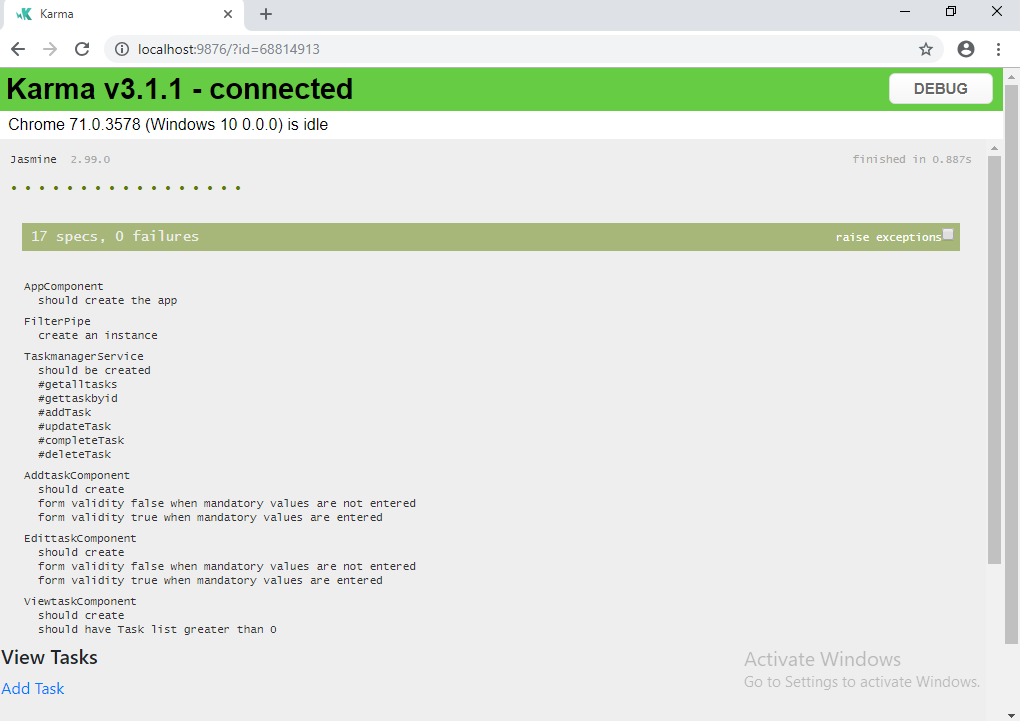 Karma
localhost:9876/?id=68814913
Karma v3.1.1 - connected
DEBUG
Chrome 71.0.3578 (Windows 10 0.0.0) is idle
Jasmine 2.99.0
finished in 0.887s
• • • • • • • • • • • • • • • • •
17 specs, 0 failures
raise exceptions
AppComponent
should create the app
FilterPipe
create an instance
TaskmanagerService
should be created
#getalltasks
#gettaskbyid
#addTask
#updateTask
#completeTask
#deleteTask
AddtaskComponent
should create
form validity false when mandatory values are not entered
form validity true when mandatory values are entered
EdittaskComponent
should create
form validity false when mandatory values are not entered
form validity true when mandatory values are entered
ViewtaskComponent
should create
should have Task list greater than 0
View Tasks
Add Task
Activate Windows
Go to Settings to activate Windows.